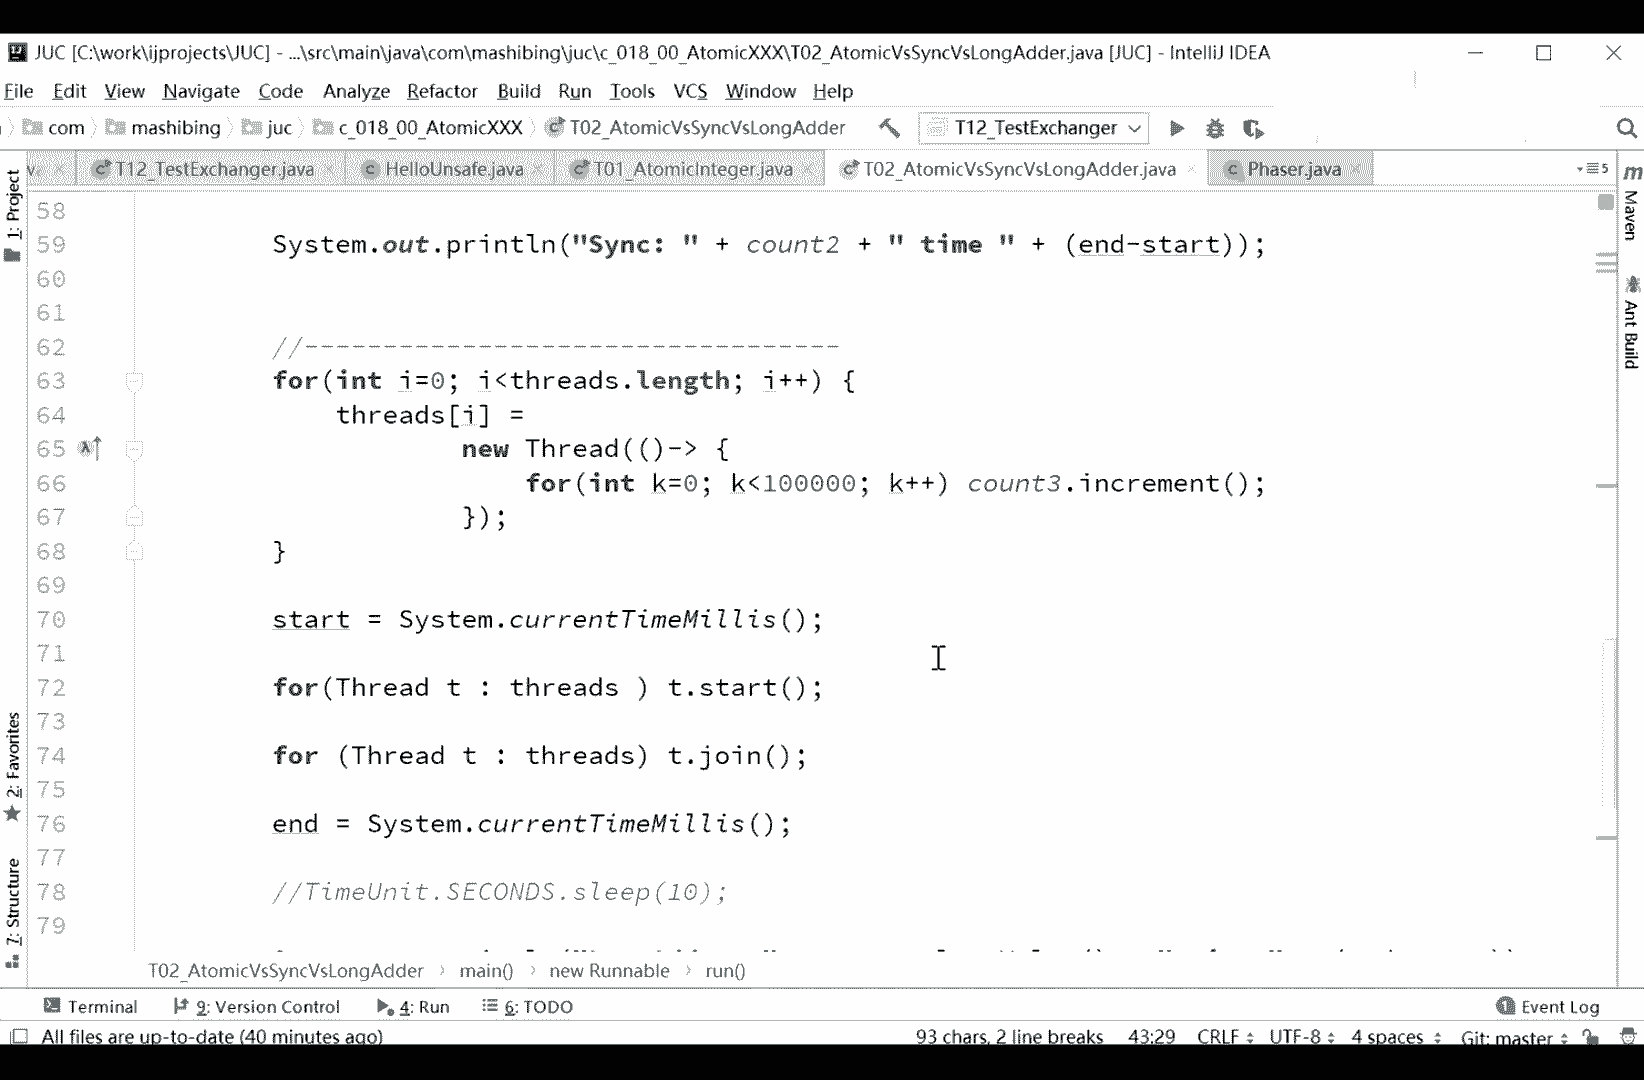 JUC [C:\work\ijprojects\JUC] - ...\src\main\java\com\mashibing\juc\c_018_00_AtomicXXX\T02_AtomicVsSyncVsLongAdder.java [JUC] - IntelliJ IDEA
File Edit View Navigate Code Analyze Refactor Build Run Tools VCS Window Help
com mashibing juc c_018_00_AtomicXXX T02_AtomicVsSyncVsLongAdder T12_TestExchanger
T12_TestExchanger.java HelloUnsafe.java T01_AtomicInteger.java T02_AtomicVsSyncVsLongAdder.java Phaser.java 5
1: Project
2: Favorites
7: Structure
Maven
Ant Build
58
59 System.out.println("Sync: " + count2 + " time " + (end-start));
60
61
62 //----------------------------------
63 for(int i=0; i<threads.length; i++) {
64 threads[i] =
65 new Thread(()-> {
66 for(int k=0; k<100000; k++) count3.increment();
67 });
68 }
69
70 start = System.currentTimeMillis();
71
72 for(Thread t : threads ) t.start();
73
74 for (Thread t : threads) t.join();
75
76 end = System.currentTimeMillis();
77
78 //TimeUnit.SECONDS.sleep(10);
79
T02_AtomicVsSyncVsLongAdder main() new Runnable run()
Terminal 9: Version Control 4: Run 6: TODO 1 Event Log
All files are up-to-date (40 minutes ago) 93 chars, 2 line breaks 43:29 CRLF UTF-8 4 spaces Git: master